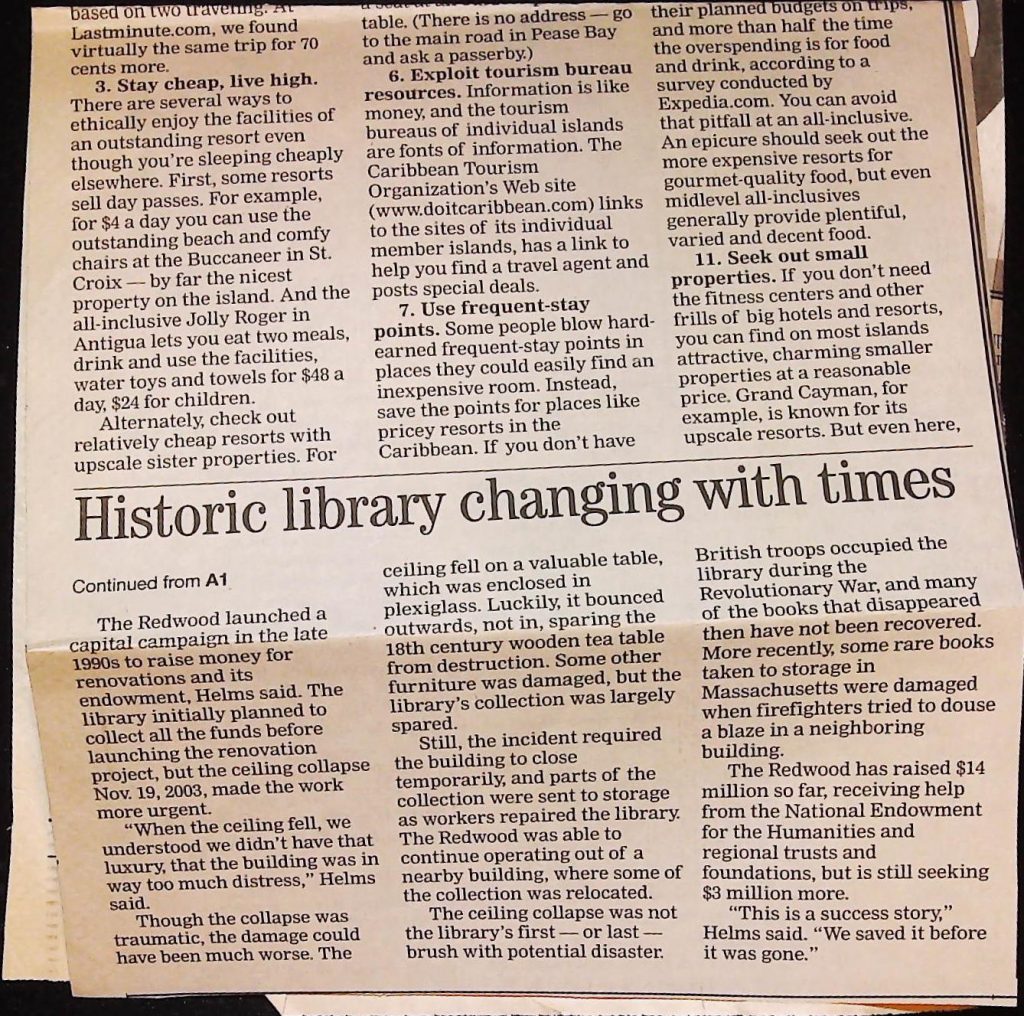 based on two traveling. At
Lastminute.com, we found
virtually the same trip for 70
cents more.
3. Stay cheap, live high.
There are several ways to
ethically enjoy the facilities of
an outstanding resort even
though you're sleeping cheaply
elsewhere. First, some resorts
sell day passes. For example,
for $4 a day you can use the
outstanding beach and comfy
chairs at the Buccaneer in St.
Croix — by far the nicest
property on the island. And the
all-inclusive Jolly Roger in
Antigua lets you eat two meals,
drink and use the facilities,
water toys and towels for $48 a
day, $24 for children.
Alternately, check out
relatively cheap resorts with
upscale sister properties. For
table. (There is no address — go
to the main road in Pease Bay
and ask a passerby.)
6. Exploit tourism bureau
resources. Information is like
money, and the tourism
bureaus of individual islands
are fonts of information. The
Caribbean Tourism
Organization's Web site
(www.doitcaribbean.com) links
to the sites of its individual
member islands, has a link to
help you find a travel agent and
posts special deals.
7. Use frequent-stay
points. Some people blow hard-
earned frequent-stay points in
places they could easily find an
inexpensive room. Instead,
save the points for places like
pricey resorts in the
Caribbean. If you don't have
their planned budgets on trips,
and more than half the time
the overspending is for food
and drink, according to a
survey conducted by
Expedia.com. You can avoid
that pitfall at an all-inclusive.
An epicure should seek out the
more expensive resorts for
gourmet-quality food, but even
midlevel all-inclusives
generally provide plentiful,
varied and decent food.
11. Seek out small
properties. If you don't need
the fitness centers and other
frills of big hotels and resorts,
you can find on most islands
attractive, charming smaller
properties at a reasonable
price. Grand Cayman, for
example, is known for its
upscale resorts. But even here,
Historic library changing with times
Continued from A1
The Redwood launched a
capital campaign in the late
1990s to raise money for
renovations and its
endowment, Helms said. The
library initially planned to
collect all the funds before
launching the renovation
project, but the ceiling collapse
Nov. 19, 2003, made the work
more urgent.
"When the ceiling fell, we
understood we didn't have that
luxury, that the building was in
way too much distress," Helms
said.
Though the collapse was
traumatic, the damage could
have been much worse. The
ceiling fell on a valuable table,
which was enclosed in
plexiglass. Luckily, it bounced
outwards, not in, sparing the
18th century wooden tea table
from destruction. Some other
furniture was damaged, but the
library's collection was largely
spared.
Still, the incident required
the building to close
temporarily, and parts of the
collection were sent to storage
as workers repaired the library.
The Redwood was able to
continue operating out of a
nearby building, where some of
the collection was relocated.
The ceiling collapse was not
the library's first — or last —
brush with potential disaster.
British troops occupied the
library during the
Revolutionary War, and many
of the books that disappeared
then have not been recovered.
More recently, some rare books
taken to storage in
Massachusetts were damaged
when firefighters tried to douse
a blaze in a neighboring
building.
The Redwood has raised $14
million so far, receiving help
from the National Endowment
for the Humanities and
regional trusts and
foundations, but is still seeking
$3 million more.
"This is a success story,"
Helms said. "We saved it before
it was gone."